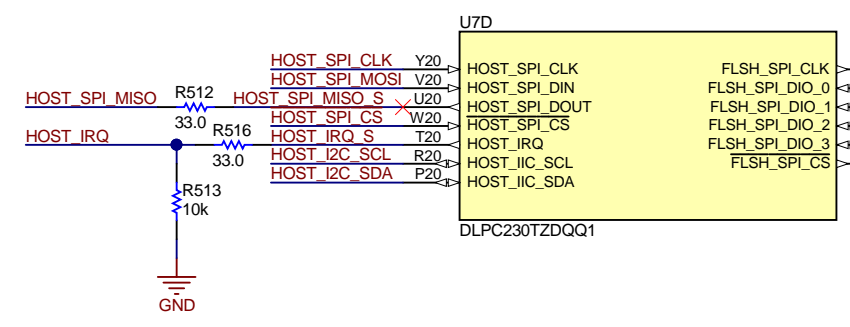 U7D
HOST_SPI_CLK Y20 HOST_SPI_CLK FLSH_SPI_CLK
HOST_SPI_MOSI V20 HOST_SPI_DIN FLSH_SPI_DIO_0
HOST_SPI_MISO R512 33.0 HOST_SPI_MISO_S U20 HOST_SPI_DOUT FLSH_SPI_DIO_1
HOST_SPI_CS W20 HOST_SPI_CS FLSH_SPI_DIO_2
HOST_IRQ R516 33.0 HOST_IRQ_S T20 HOST_IRQ FLSH_SPI_DIO_3
HOST_I2C_SCL R20 HOST_IIC_SCL FLSH_SPI_CS
HOST_I2C_SDA P20 HOST_IIC_SDA
R513
10k
DLPC230TZDQQ1
GND